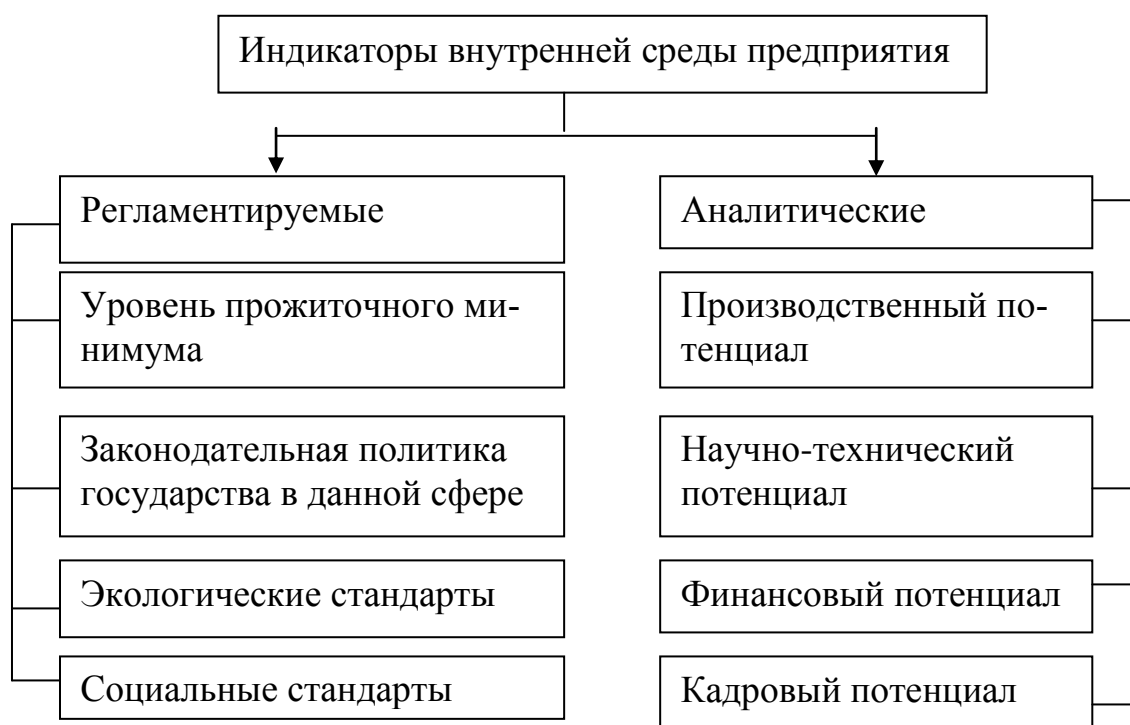 Индикаторы внутренней среды предприятия
Регламентируемые
Уровень прожиточного ми-
нимума
Законодательная политика
государства в данной сфере
Экологические стандарты
Социальные стандарты
Аналитические
Производственный по-
тенциал
Научно-технический
потенциал
Финансовый потенциал
Кадровый потенциал